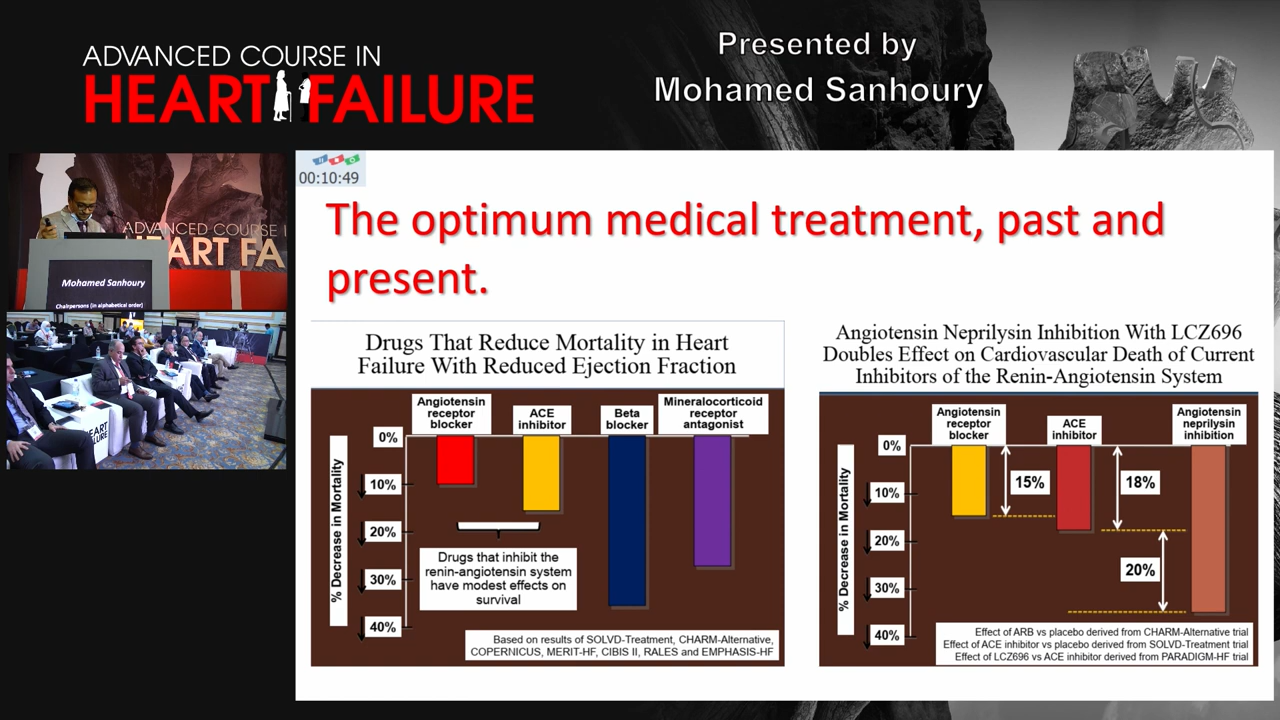 ADVANCED COURSE IN
HEART FAILURE
Presented by
Mohamed Sanhoury
00:10:49
ADVANCED COURSE I
HEART FA
Mohamed Sanhoury
Chairpersons (in alphabetical order)
HEART
FAILURE
The optimum medical treatment, past and
present.
Drugs That Reduce Mortality in Heart
Failure With Reduced Ejection Fraction
Angiotensin
receptor
blocker
ACE
inhibitor
Beta
blocker
Mineralocorticoid
receptor
antagonist
% Decrease in Mortality
0%
10%
20%
30%
40%
Drugs that inhibit the
renin-angiotensin system
have modest effects on
survival
Based on results of SOLVD-Treatment, CHARM-Alternative,
COPERNICUS, MERIT-HF, CIBIS II, RALES and EMPHASIS-HF
Angiotensin Neprilysin Inhibition With LCZ696
Doubles Effect on Cardiovascular Death of Current
Inhibitors of the Renin-Angiotensin System
Angiotensin
receptor
blocker
ACE
inhibitor
Angiotensin
neprilysin
inhibition
% Decrease in Mortality
0%
10%
20%
30%
40%
15%
18%
20%
Effect of ARB vs placebo derived from CHARM-Alternative trial
Effect of ACE inhibitor vs placebo derived from SOLVD-Treatment trial
Effect of LCZ696 vs ACE inhibitor derived from PARADIGM-HF trial